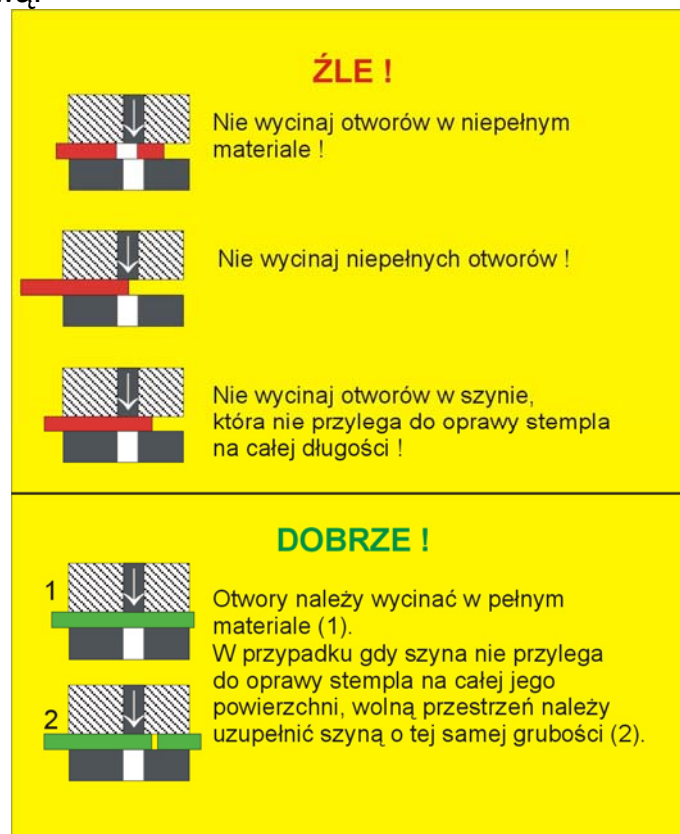 ŹLE !
Nie wycinaj otworów w niepełnym
materiale !
Nie wycinaj niepełnych otworów !
Nie wycinaj otworów w szynie,
która nie przylega do oprawy stempla
na całej długości !
DOBRZE !
1
Otwory należy wycinać w pełnym
materiale (1).
W przypadku gdy szyna nie przylega
do oprawy stempla na całej jego
powierzchni, wolną przestrzeń należy
2
uzupełnić szyną o tej samej grubości (2).